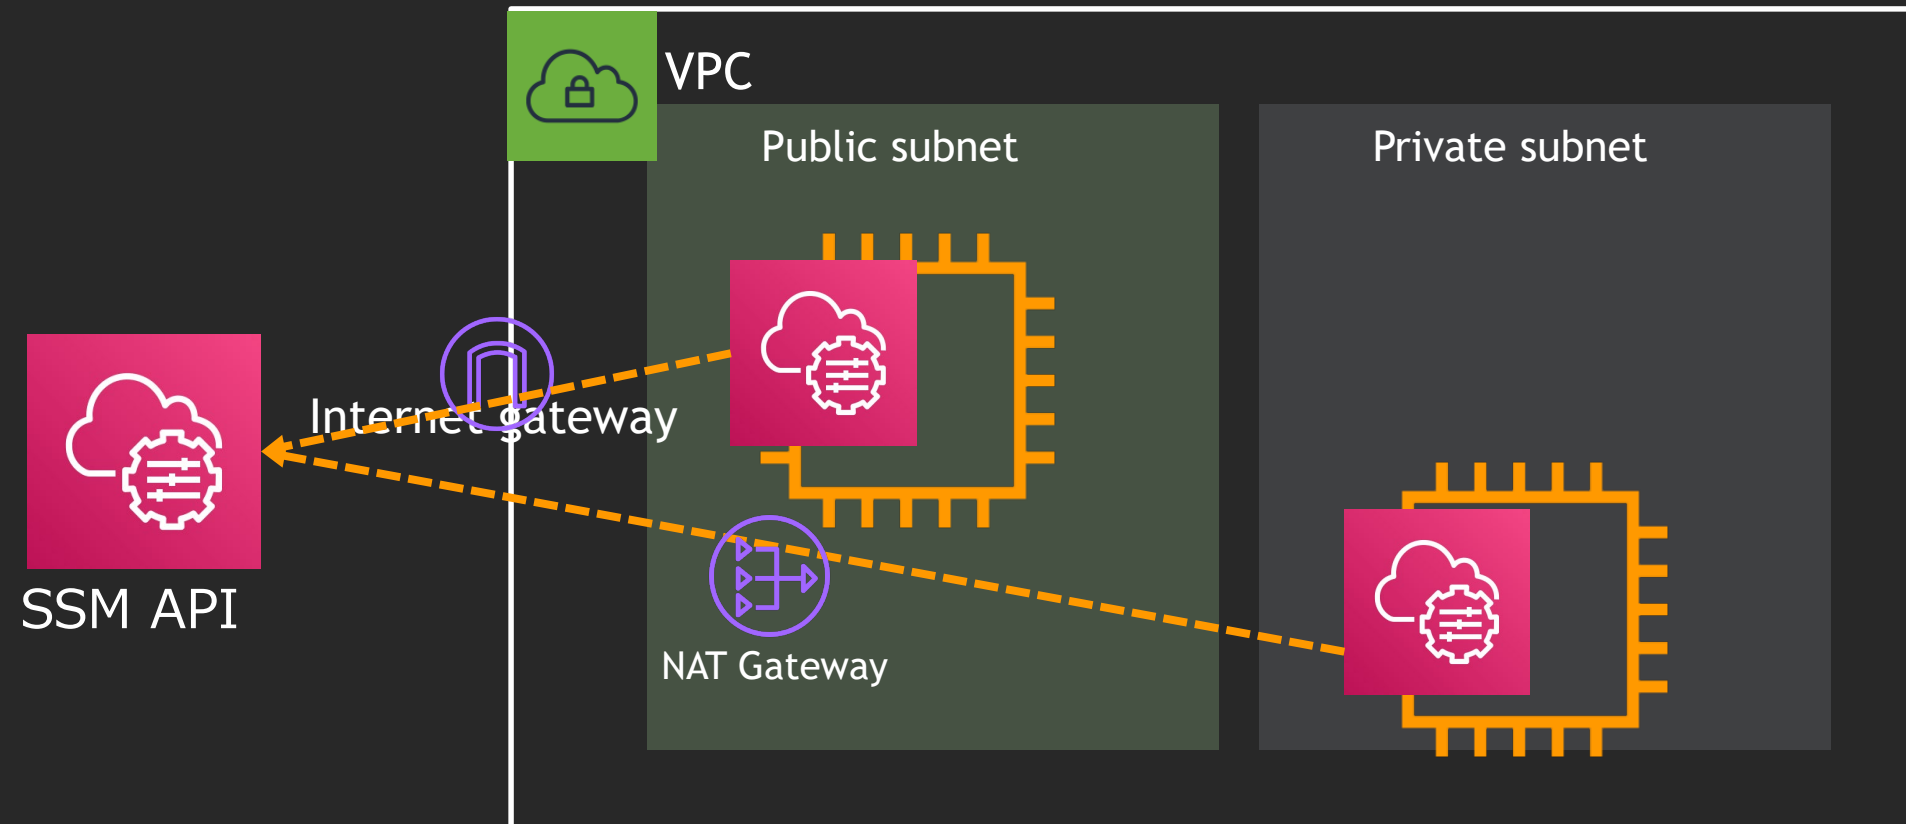 VPC
Public subnet
Private subnet
Internet gateway
SSM API
NAT Gateway